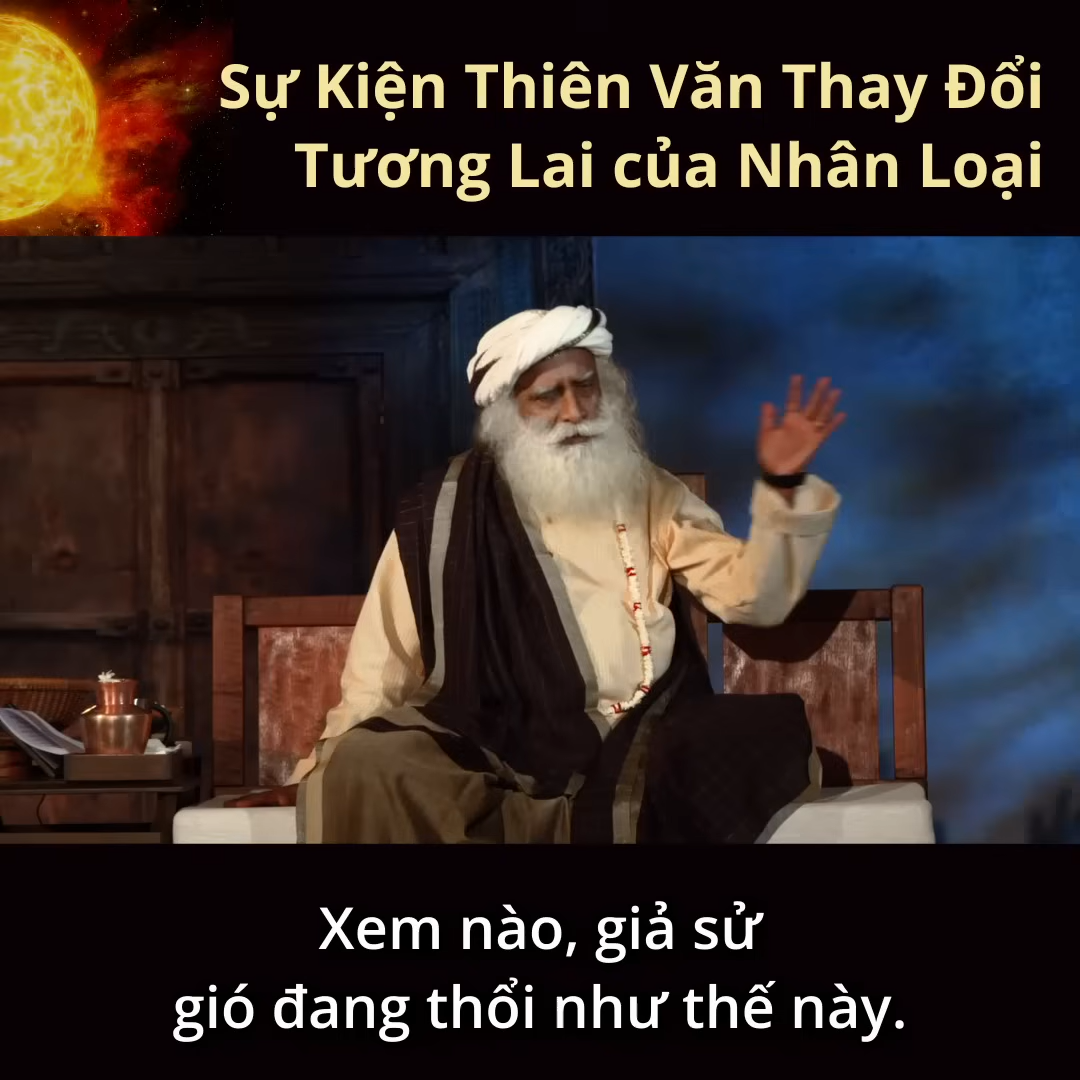 Sự Kiện Thiên Văn Thay Đổi
Tương Lai của Nhân Loại
Xem nào, giả sử
gió đang thổi như thế này.